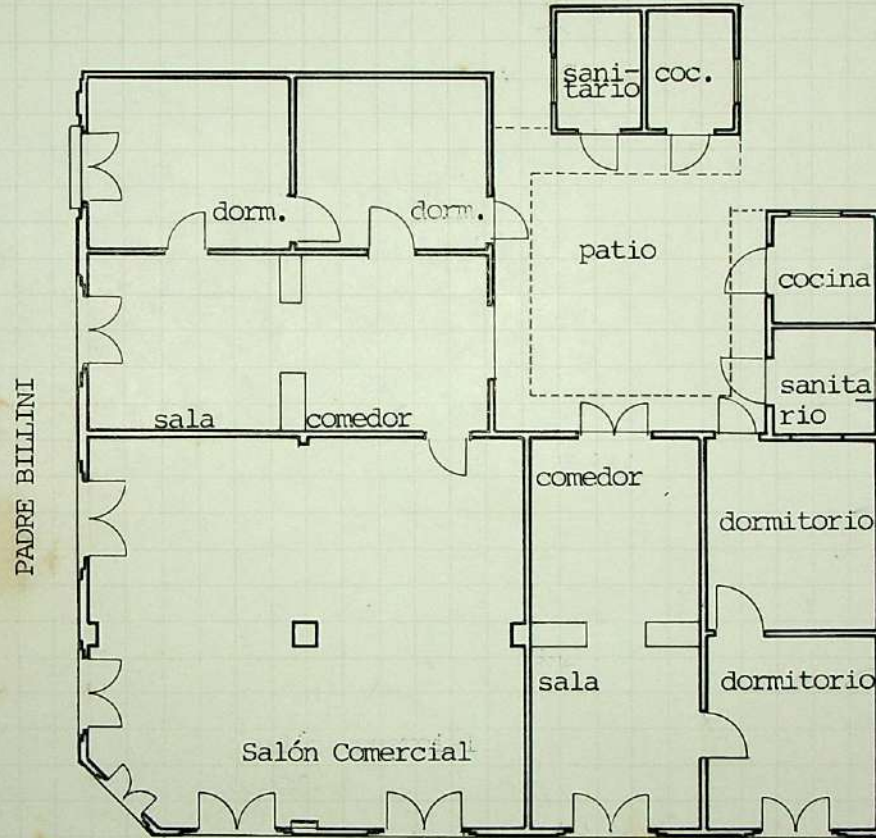 sani-
tario
coc.
dorm.
dorm.
patio
cocina
sala
comedor
sanita
rio
PADRE BILLINI
comedor
dormitorio
sala
dormitorio
Salón Comercial